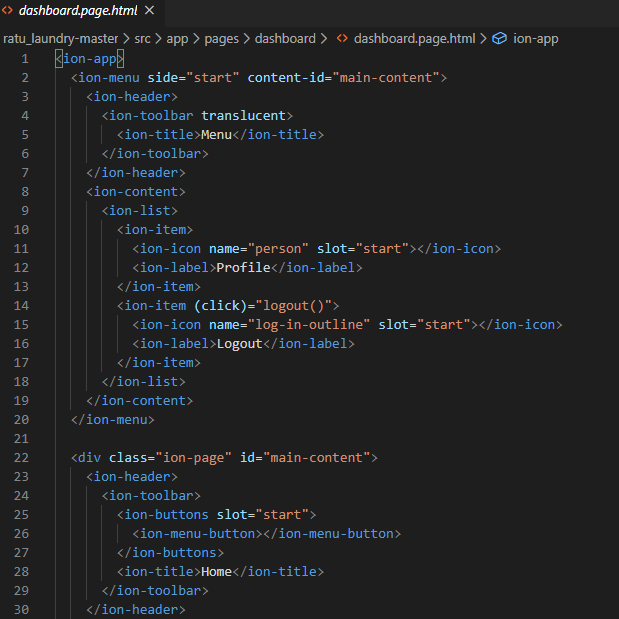 dashboard.page.html
ratu_laundry-master > src > app > pages > dashboard > dashboard.page.html > ion-app
1 <ion-app>
2 <ion-menu side="start" content-id="main-content">
3 <ion-header>
4 <ion-toolbar translucent>
5 <ion-title>Menu</ion-title>
6 </ion-toolbar>
7 </ion-header>
8 <ion-content>
9 <ion-list>
10 <ion-item>
11 <ion-icon name="person" slot="start"></ion-icon>
12 <ion-label>Profile</ion-label>
13 </ion-item>
14 <ion-item (click)="logout()">
15 <ion-icon name="log-in-outline" slot="start"></ion-icon>
16 <ion-label>Logout</ion-label>
17 </ion-item>
18 </ion-list>
19 </ion-content>
20 </ion-menu>
21
22 <div class="ion-page" id="main-content">
23 <ion-header>
24 <ion-toolbar>
25 <ion-buttons slot="start">
26 <ion-menu-button></ion-menu-button>
27 </ion-buttons>
28 <ion-title>Home</ion-title>
29 </ion-toolbar>
30 </ion-header>